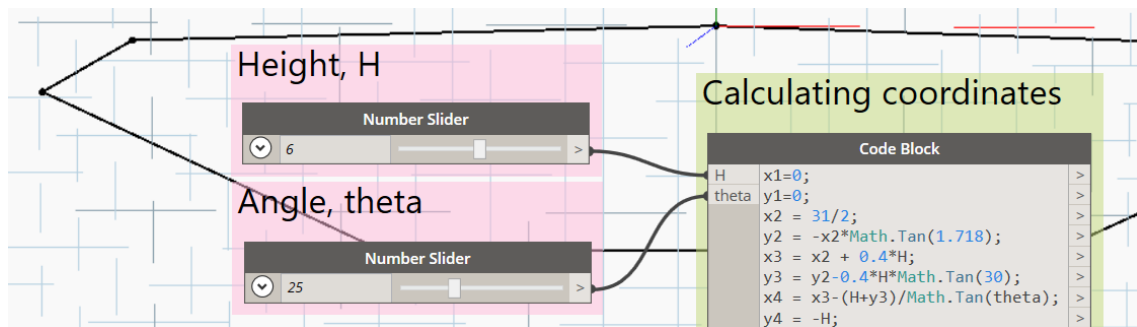 Height, H
Number Slider
6
>
Angle, theta
Number Slider
25
>
Calculating coordinates
Code Block
H
theta
x1=0;
y1=0;
x2 = 31/2;
y2 = -x2*Math.Tan(1.718);
x3 = x2 + 0.4*H;
y3 = y2-0.4*H*Math.Tan(30);
x4 = x3-(H+y3)/Math.Tan(theta);
y4 = -H;
>
>
>
>
>
>
>
>